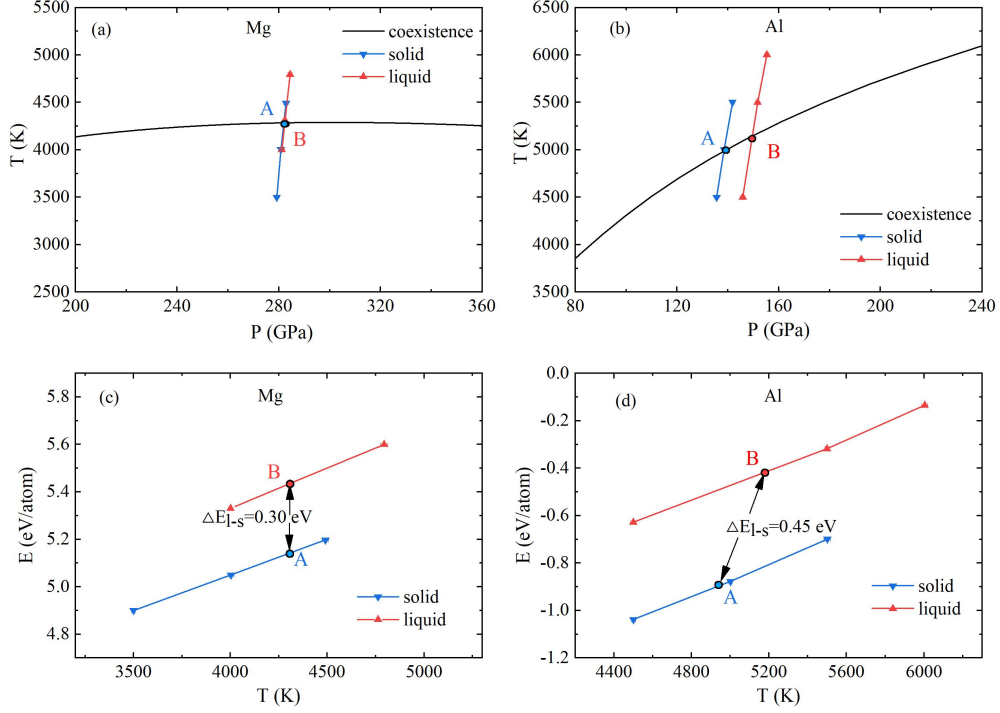 (a)
Mg
coexistence
solid
liquid
A
B
5500
5000
4500
4000
3500
3000
2500
T (K)
200
240
280
320
360
P (GPa)
(b)
Al
A
B
coexistence
solid
liquid
6500
6000
5500
5000
4500
4000
3500
T (K)
80
120
160
200
240
P (GPa)
(c)
Mg
B
△El-s=0.30 eV
A
solid
liquid
5.8
5.6
5.4
5.2
5.0
4.8
E (eV/atom)
3500
4000
4500
5000
T (K)
(d)
Al
B
△El-s=0.45 eV
A
solid
liquid
0.0
-0.2
-0.4
-0.6
-0.8
-1.0
-1.2
E (eV/atom)
4400
4800
5200
5600
6000
T (K)